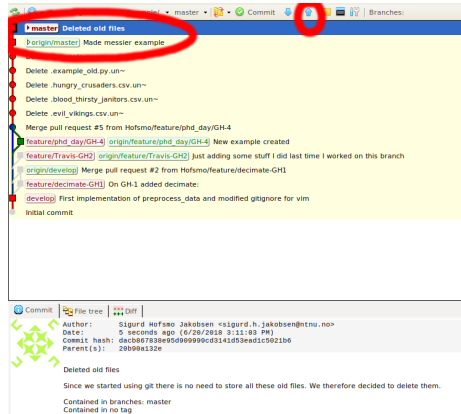 master
Commit
Branches:
master Deleted old files
origin/master Made messier example
Delete .example_old.py.un~
Delete .hungry_crusaders.csv.un~
Delete .blood_thirsty_janitors.csv.un~
Delete .evil_vikings.csv.un~
Merge pull request #5 from Hofsmo/feature/phd_day/GH-4
feature/phd_day/GH-4 origin/feature/phd_day/GH-4 New example created
feature/Travis-GH2 origin/feature/Travis-GH2 Just adding some stuff I did last time I worked on this branch
origin/develop Merge pull request #2 from Hofsmo/feature/decimate-GH1
feature/decimate-GH1 On GH-1 added decimate:
develop First implementation of preprocess_data and modified gitignore for vim
Initial commit
Commit File tree Diff
Author: Sigurd Hofsmo Jakobsen <sigurd.h.jakobsen@ntnu.no>
Date: 5 seconds ago (6/20/2018 3:11:03 PM)
Commit hash: dacb867838e95d909999cd3141d53ead1c5021b6
Parent(s): 20b90a132e
Deleted old files
Since we started using git there is no need to store all these old files. We therefore decided to delete them.
Contained in branches: master
Contained in no tag